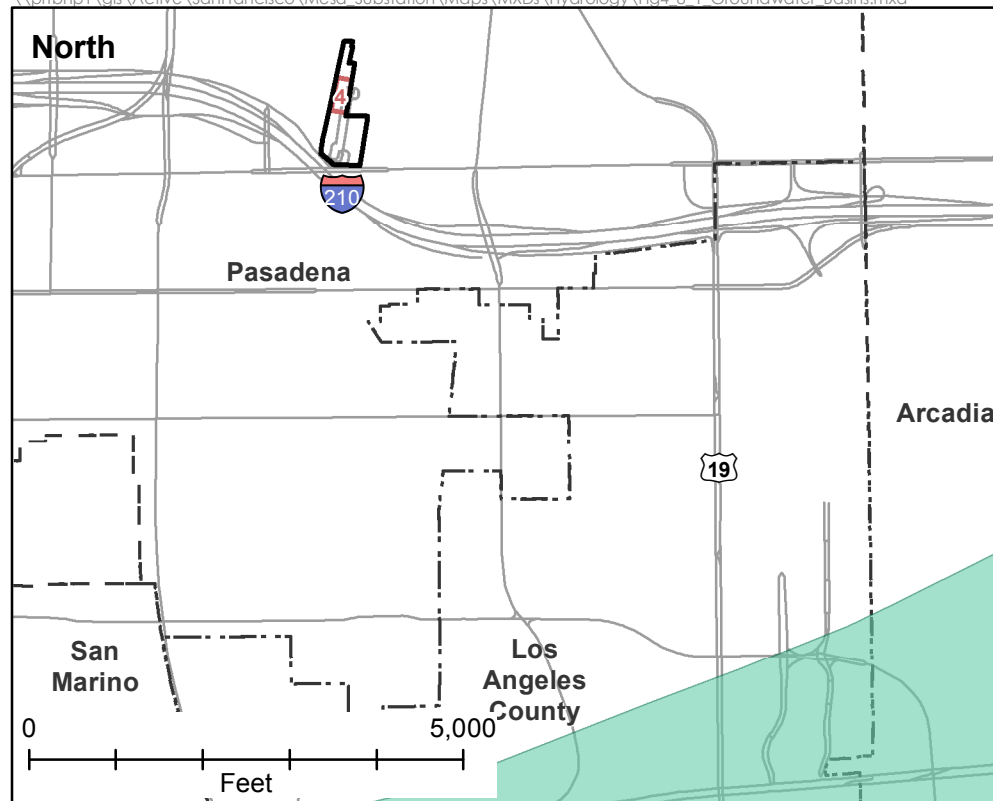 North
4
210
Pasadena
Arcadia
19
San
Marino
Los
Angeles
County
0
5,000
Feet